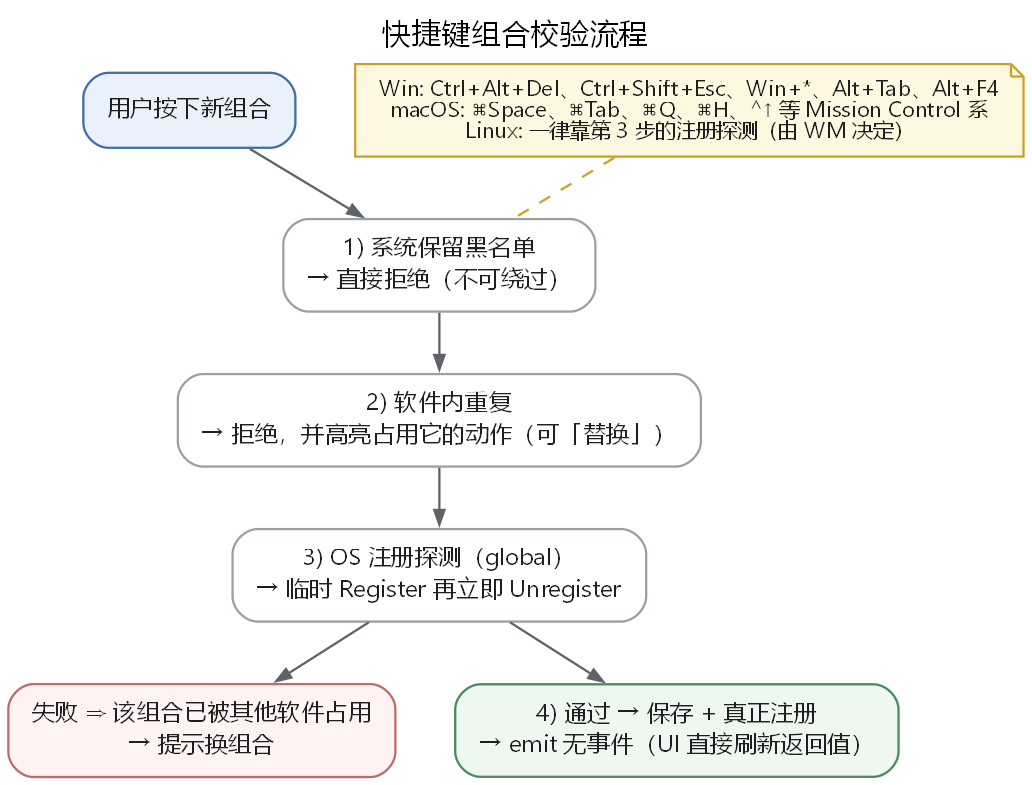 快捷键组合校验流程
用户按下新组合
Win: Ctrl+Alt+Del、Ctrl+Shift+Esc、Win+*、Alt+Tab、Alt+F4
macOS: ⌘Space、⌘Tab、⌘Q、⌘H、^↑ 等 Mission Control 系
Linux: 一律靠第 3 步的注册探测（由 WM 决定）
1) 系统保留黑名单
→ 直接拒绝（不可绕过）
2) 软件内重复
→ 拒绝，并高亮占用它的动作（可「替换」）
3) OS 注册探测（global）
→ 临时 Register 再立即 Unregister
失败 ⇒ 该组合已被其他软件占用
→ 提示换组合
4) 通过 → 保存 + 真正注册
→ emit 无事件（UI 直接刷新返回值）